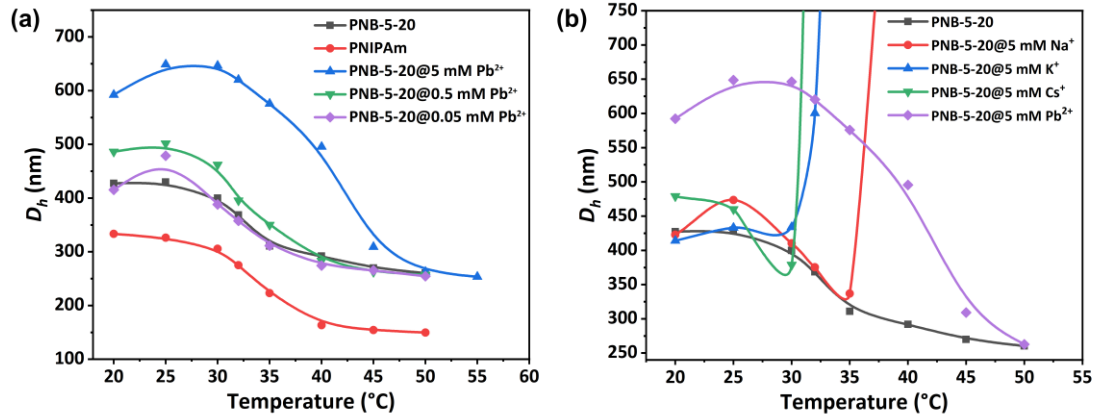 (a)
PNB-5-20
PNIPAm
PNB-5-20@5 mM Pb²⁺
PNB-5-20@0.5 mM Pb²⁺
PNB-5-20@0.05 mM Pb²⁺
700
600
500
400
300
200
100
Dₕ (nm)
20 25 30 35 40 45 50 55 60
Temperature (°C)
(b)
PNB-5-20
PNB-5-20@5 mM Na⁺
PNB-5-20@5 mM K⁺
PNB-5-20@5 mM Cs⁺
PNB-5-20@5 mM Pb²⁺
750
700
650
600
550
500
450
400
350
300
250
Dₕ (nm)
20 25 30 35 40 45 50 55
Temperature (°C)